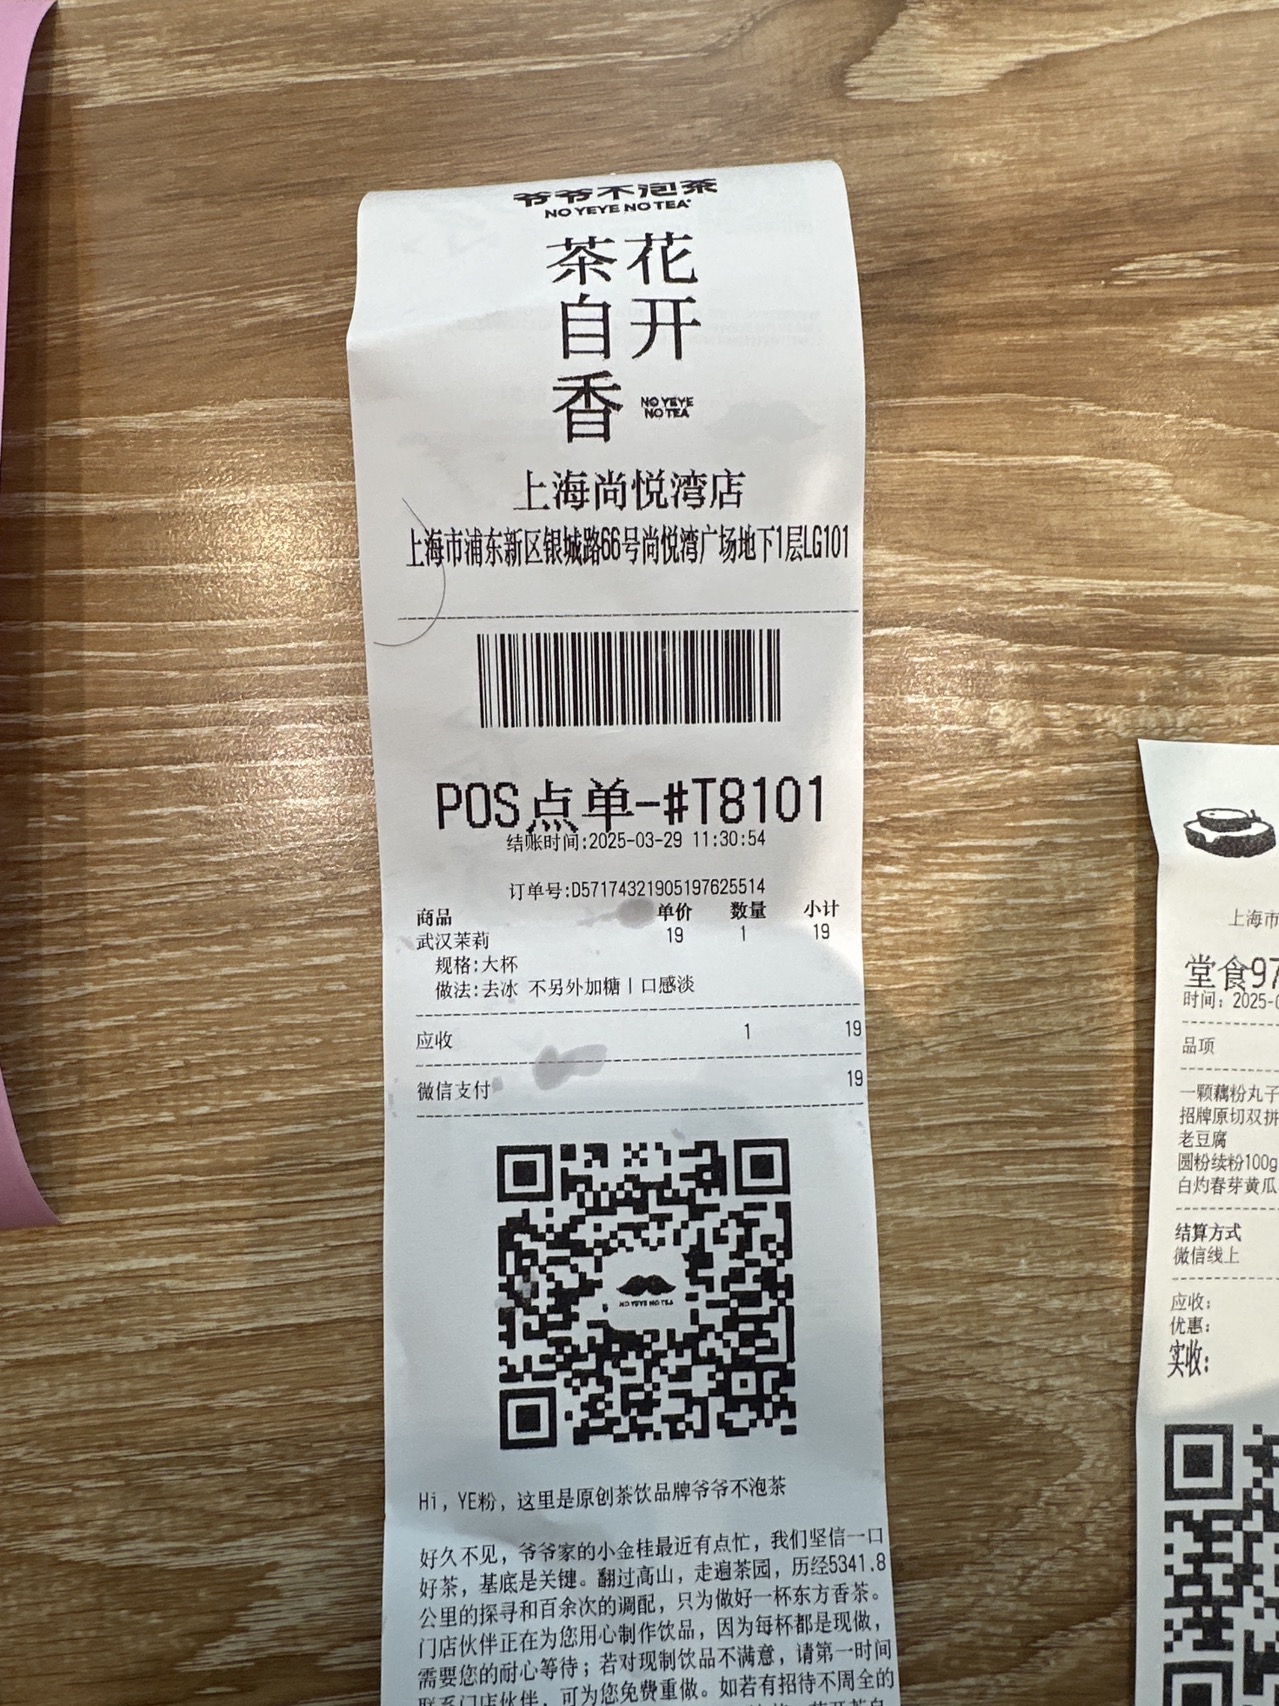 爷爷不泡茶
NO YEYE NO TEA
花开
茶自香
NO YEYE
NO TEA
上海尚悦湾店
上海市浦东新区银城路66号尚悦湾广场地下1层LG101
POS点单-#T8101
结账时间:2025-03-29 11:30:54
订单号:D57174321905197625514
商品 单价 数量 小计
武汉茉莉 19 1 19
规格:大杯
做法:去冰 不另外加糖|口感淡
应收 1 19
微信支付 19
NO YEYE NO TEA
Hi,YE粉,这里是原创茶饮品牌爷爷不泡茶
好久不见,爷爷家的小金桂最近有点忙,我们坚信一口
好茶,基底是关键。翻过高山,走遍茶园,历经5341.8
公里的探寻和百余次的调配,只为做好一杯东方香茶。
门店伙伴正在为您用心制作饮品,因为每杯都是现做,
需要您的耐心等待;若对现制饮品不满意,请第一时间
联系门店伙伴,可为您免费重做。如若有招待不周全的
上海市
堂食97
时间:2025-0
品项
一颗藕粉丸子
招牌原切双拼
老豆腐
圆粉续粉100g
白灼春芽黄瓜
结算方式
微信线上
应收:
优惠:
实收: